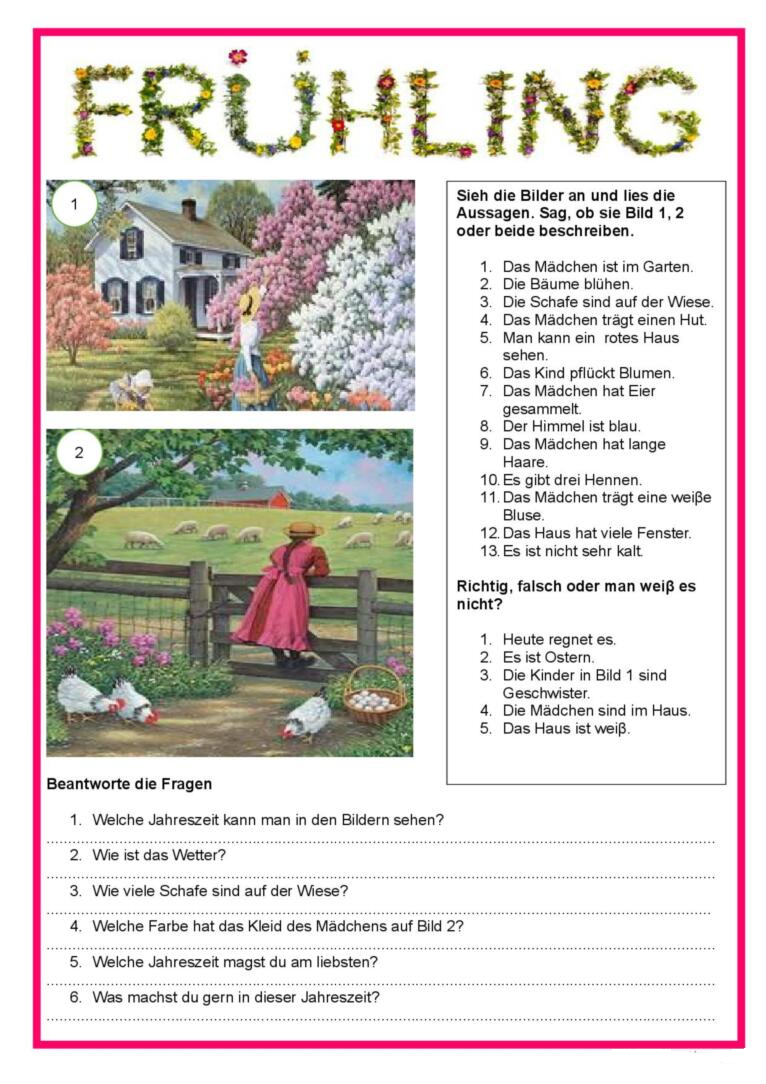 FRÜHLING
1
2
Sieh die Bilder an und lies die
Aussagen. Sag, ob sie Bild 1, 2
oder beide beschreiben.
1. Das Mädchen ist im Garten.
2. Die Bäume blühen.
3. Die Schafe sind auf der Wiese.
4. Das Mädchen trägt einen Hut.
5. Man kann ein rotes Haus
sehen.
6. Das Kind pflückt Blumen.
7. Das Mädchen hat Eier
gesammelt.
8. Der Himmel ist blau.
9. Das Mädchen hat lange
Haare.
10. Es gibt drei Hennen.
11. Das Mädchen trägt eine weiβe
Bluse.
12. Das Haus hat viele Fenster.
13. Es ist nicht sehr kalt.
Richtig, falsch oder man weiβ es
nicht?
1. Heute regnet es.
2. Es ist Ostern.
3. Die Kinder in Bild 1 sind
Geschwister.
4. Die Mädchen sind im Haus.
5. Das Haus ist weiβ.
Beantworte die Fragen
1. Welche Jahreszeit kann man in den Bildern sehen?
2. Wie ist das Wetter?
3. Wie viele Schafe sind auf der Wiese?
4. Welche Farbe hat das Kleid des Mädchens auf Bild 2?
5. Welche Jahreszeit magst du am liebsten?
6. Was machst du gern in dieser Jahreszeit?